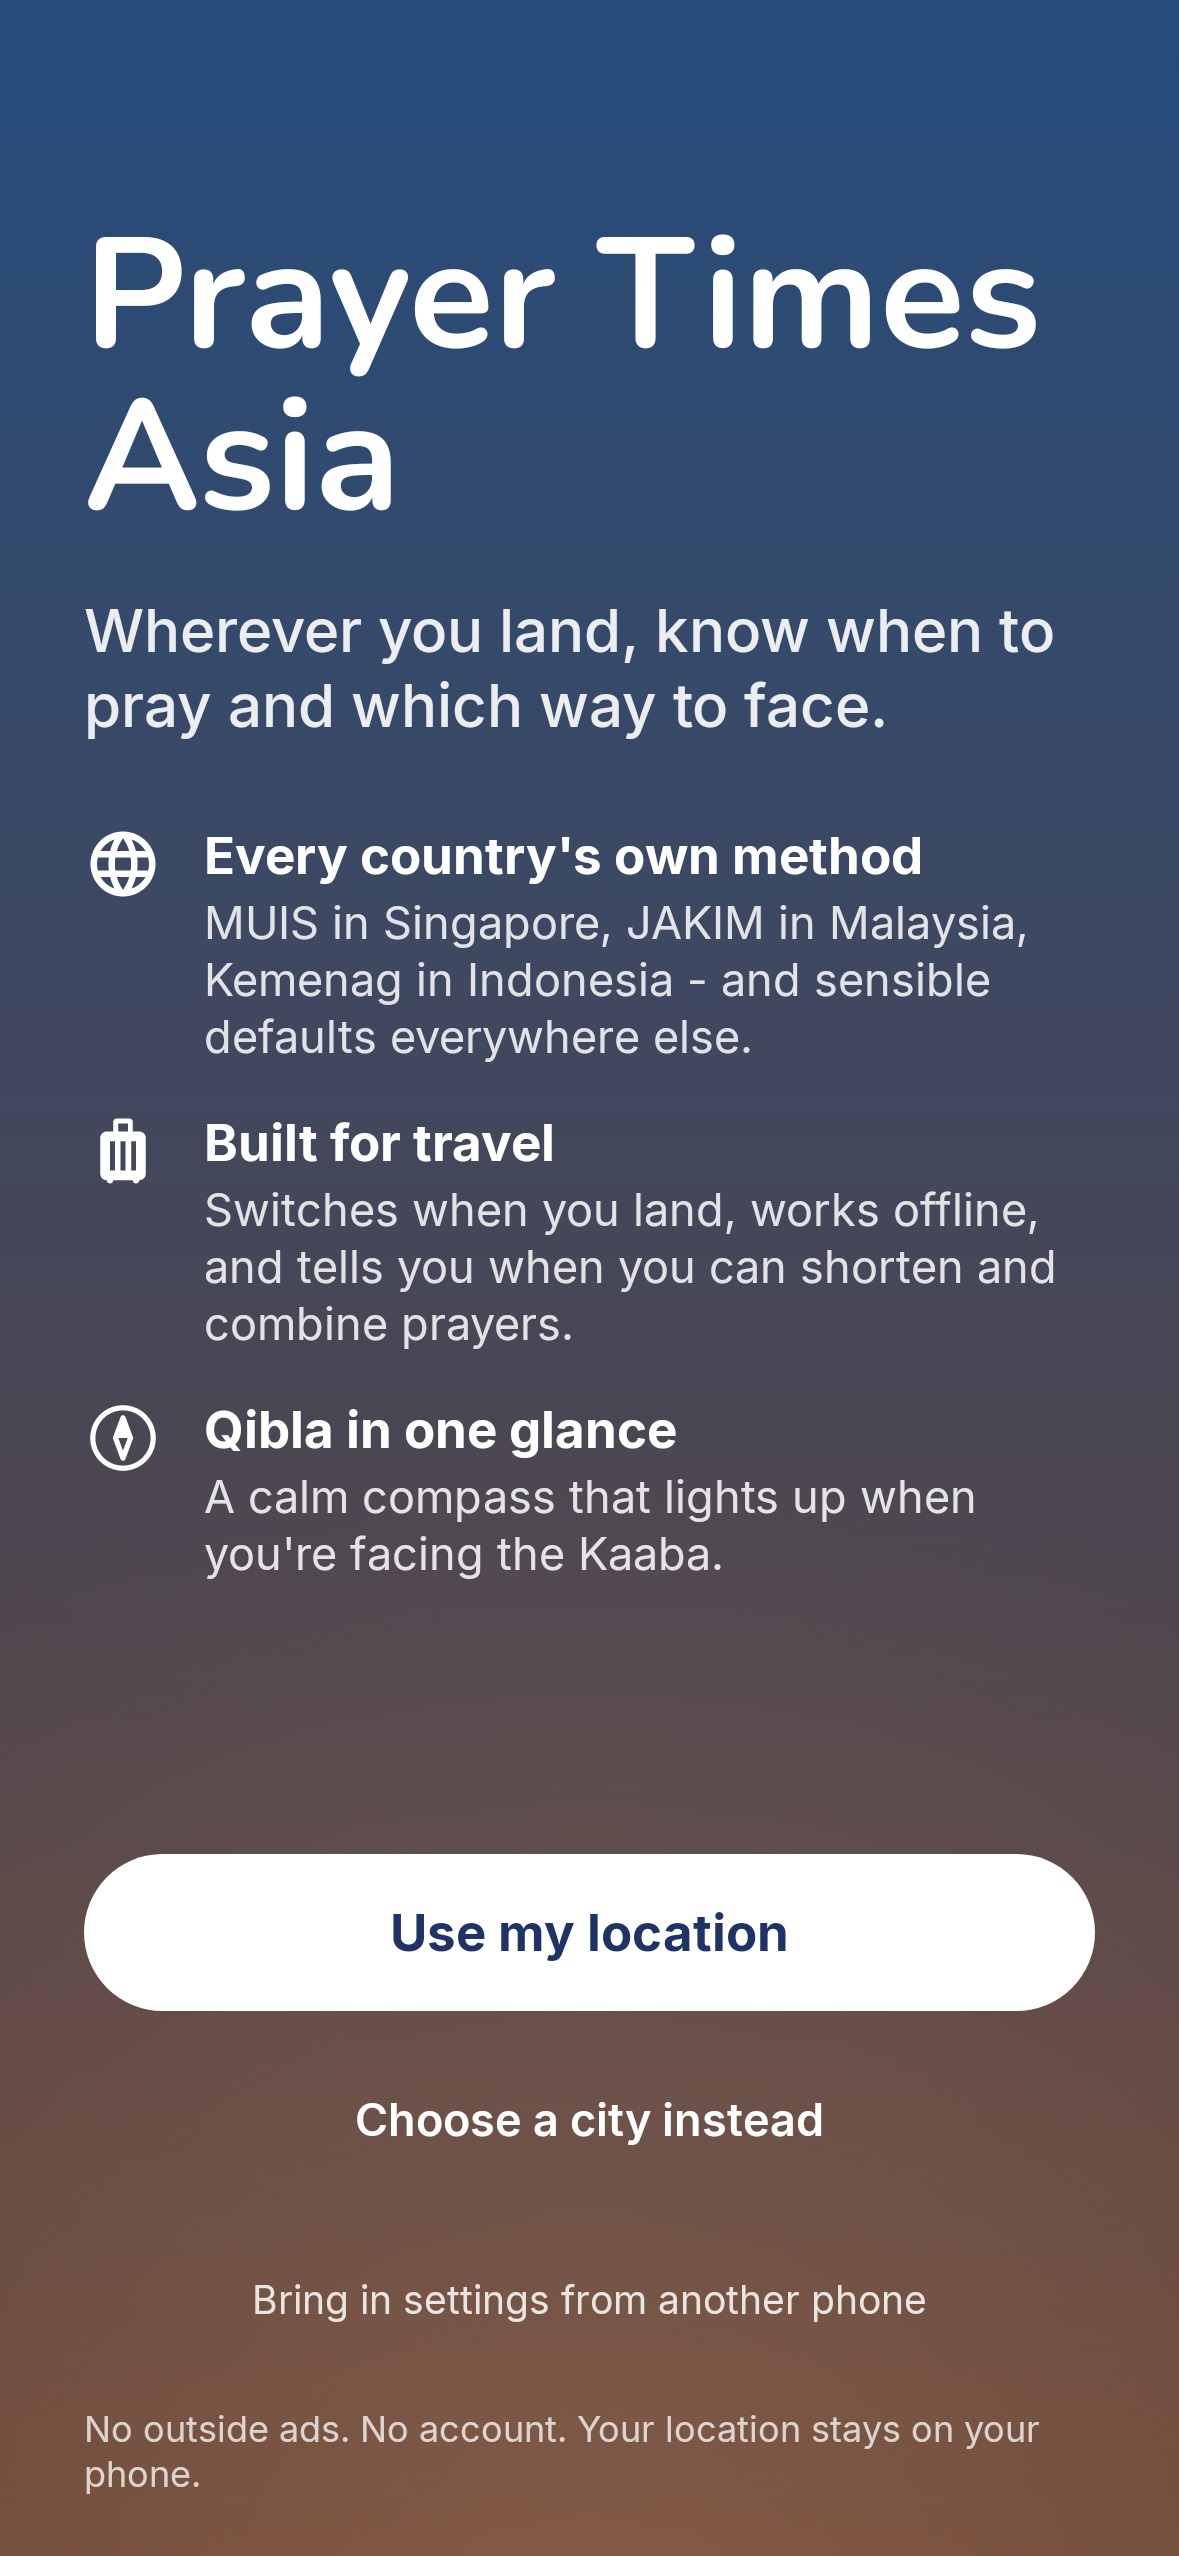 Prayer Times
Asia
Wherever you land, know when to
pray and which way to face.
Every country's own method
MUIS in Singapore, JAKIM in Malaysia,
Kemenag in Indonesia - and sensible
defaults everywhere else.
Built for travel
Switches when you land, works offline,
and tells you when you can shorten and
combine prayers.
Qibla in one glance
A calm compass that lights up when
you're facing the Kaaba.
Use my location
Choose a city instead
Bring in settings from another phone
No outside ads. No account. Your location stays on your
phone.